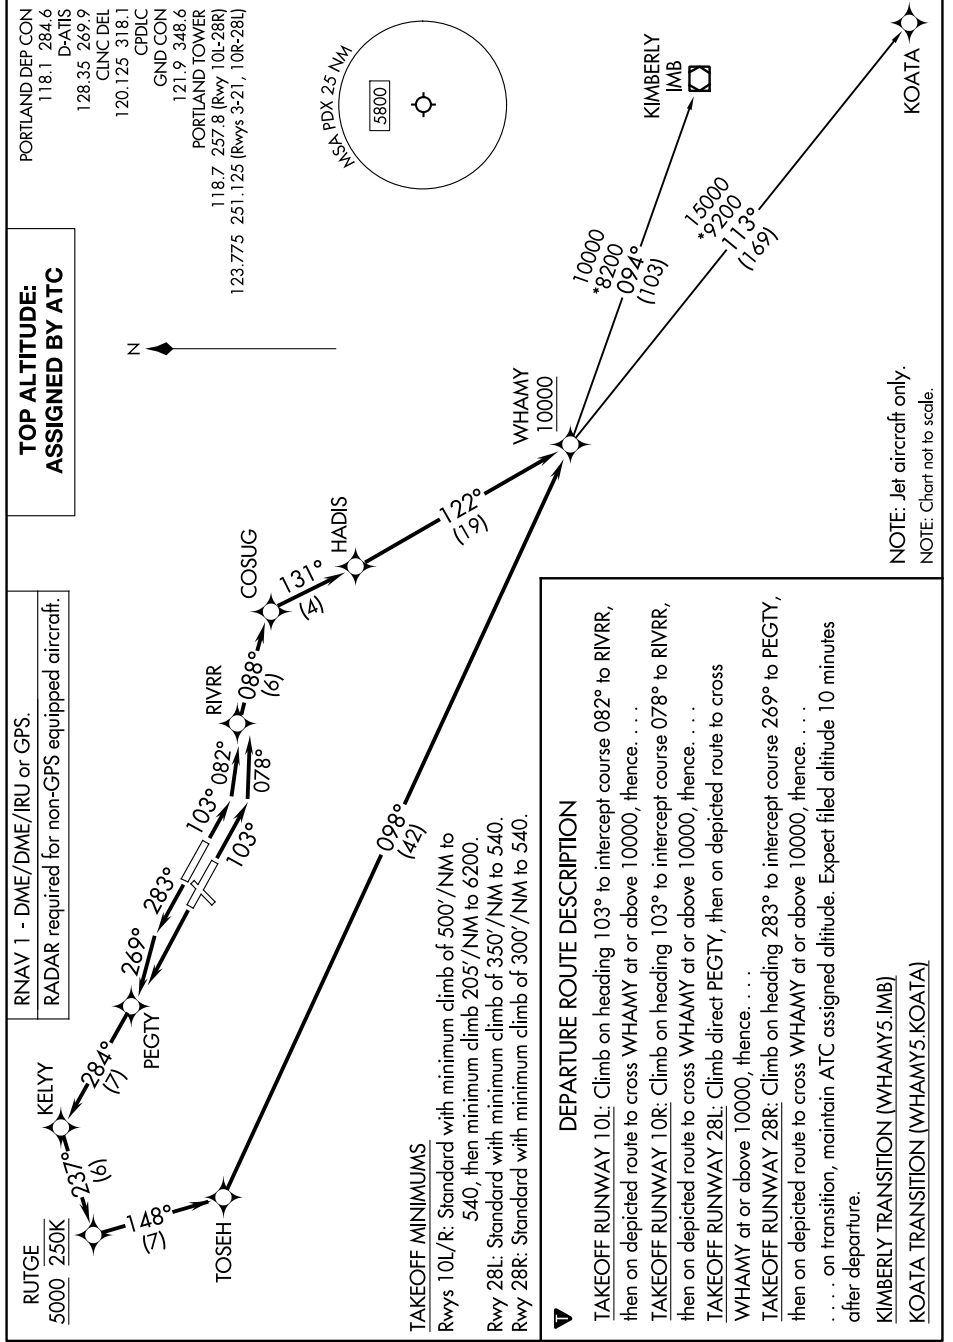 RNAV 1 - DME/DME/IRU or GPS.
RADAR required for non-GPS equipped aircraft.
TOP ALTITUDE:
ASSIGNED BY ATC
PORTLAND DEP CON
118.1 284.6
D-ATIS
128.35 269.9
CLNC DEL
120.125 318.1
CPDLC
GND CON
121.9 348.6
PORTLAND TOWER
118.7 257.8 (Rwy 10L-28R)
123.775 251.125 (Rwys 3-21, 10R-28L)
N
MSA PDX 25 NM
5800
RUTGE
5000 250K
KELYY
237°
(6)
284°
(7)
PEGTY
269°
283°
103°
082°
103°
078°
RIVRR
088°
(6)
COSUG
131°
(4)
HADIS
122°
(19)
148°
(7)
TOSEH
098°
(42)
WHAMY
10000
10000
*8200
094°
(103)
KIMBERLY
IMB
15000
*9200
113°
(169)
KOATA
TAKEOFF MINIMUMS
Rwys 10L/R: Standard with minimum climb of 500'/NM to
540, then minimum climb 205'/NM to 6200.
Rwy 28L: Standard with minimum climb of 350'/NM to 540.
Rwy 28R: Standard with minimum climb of 300'/NM to 540.
NOTE: Jet aircraft only.
NOTE: Chart not to scale.
T
DEPARTURE ROUTE DESCRIPTION
TAKEOFF RUNWAY 10L: Climb on heading 103° to intercept course 082° to RIVRR,
then on depicted route to cross WHAMY at or above 10000, thence. . . .
TAKEOFF RUNWAY 10R: Climb on heading 103° to intercept course 078° to RIVRR,
then on depicted route to cross WHAMY at or above 10000, thence. . . .
TAKEOFF RUNWAY 28L: Climb direct PEGTY, then on depicted route to cross
WHAMY at or above 10000, thence. . . .
TAKEOFF RUNWAY 28R: Climb on heading 283° to intercept course 269° to PEGTY,
then on depicted route to cross WHAMY at or above 10000, thence. . . .
. . . . on transition, maintain ATC assigned altitude. Expect filed altitude 10 minutes
after departure.
KIMBERLY TRANSITION (WHAMY5.IMB)
KOATA TRANSITION (WHAMY5.KOATA)